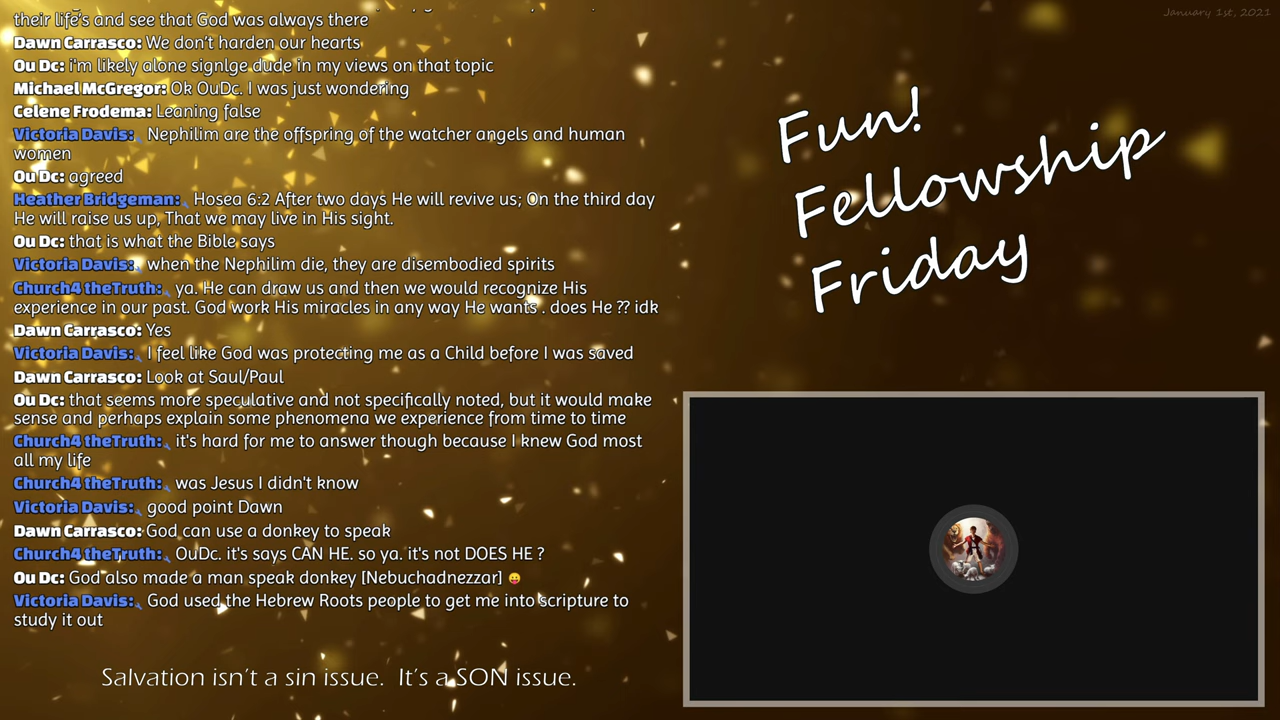 their life's and see that God was always there
Dawn Carrasco: We don't harden our hearts
Ou Dc: i'm likely alone signlge dude in my views on that topic
Michael McGregor: Ok OuDc. I was just wondering
Celene Frodema: Leaning false
Victoria Davis: Nephilim are the offspring of the watcher angels and human
women
Ou Dc: agreed
Heather Bridgeman: Hosea 6:2 After two days He will revive us; On the third day
He will raise us up, That we may live in His sight.
Ou Dc: that is what the Bible says
Victoria Davis: when the Nephilim die, they are disembodied spirits
Church4 theTruth: ya. He can draw us and then we would recognize His
experience in our past. God work His miracles in any way He wants . does He ?? idk
Dawn Carrasco: Yes
Victoria Davis: I feel like God was protecting me as a Child before I was saved
Dawn Carrasco: Look at Saul/Paul
Ou Dc: that seems more speculative and not specifically noted, but it would make
sense and perhaps explain some phenomena we experience from time to time
Church4 theTruth: it's hard for me to answer though because I knew God most
all my life
Church4 theTruth: was Jesus I didn't know
Victoria Davis: good point Dawn
Dawn Carrasco: God can use a donkey to speak
Church4 theTruth: OuDc. it's says CAN HE. so ya. it's not DOES HE ?
Ou Dc: God also made a man speak donkey [Nebuchadnezzar] 😛
Victoria Davis: God used the Hebrew Roots people to get me into scripture to
study it out
Salvation isn't a sin issue. It's a SON issue.
January 1st, 2021
Fun!
Fellowship
Friday